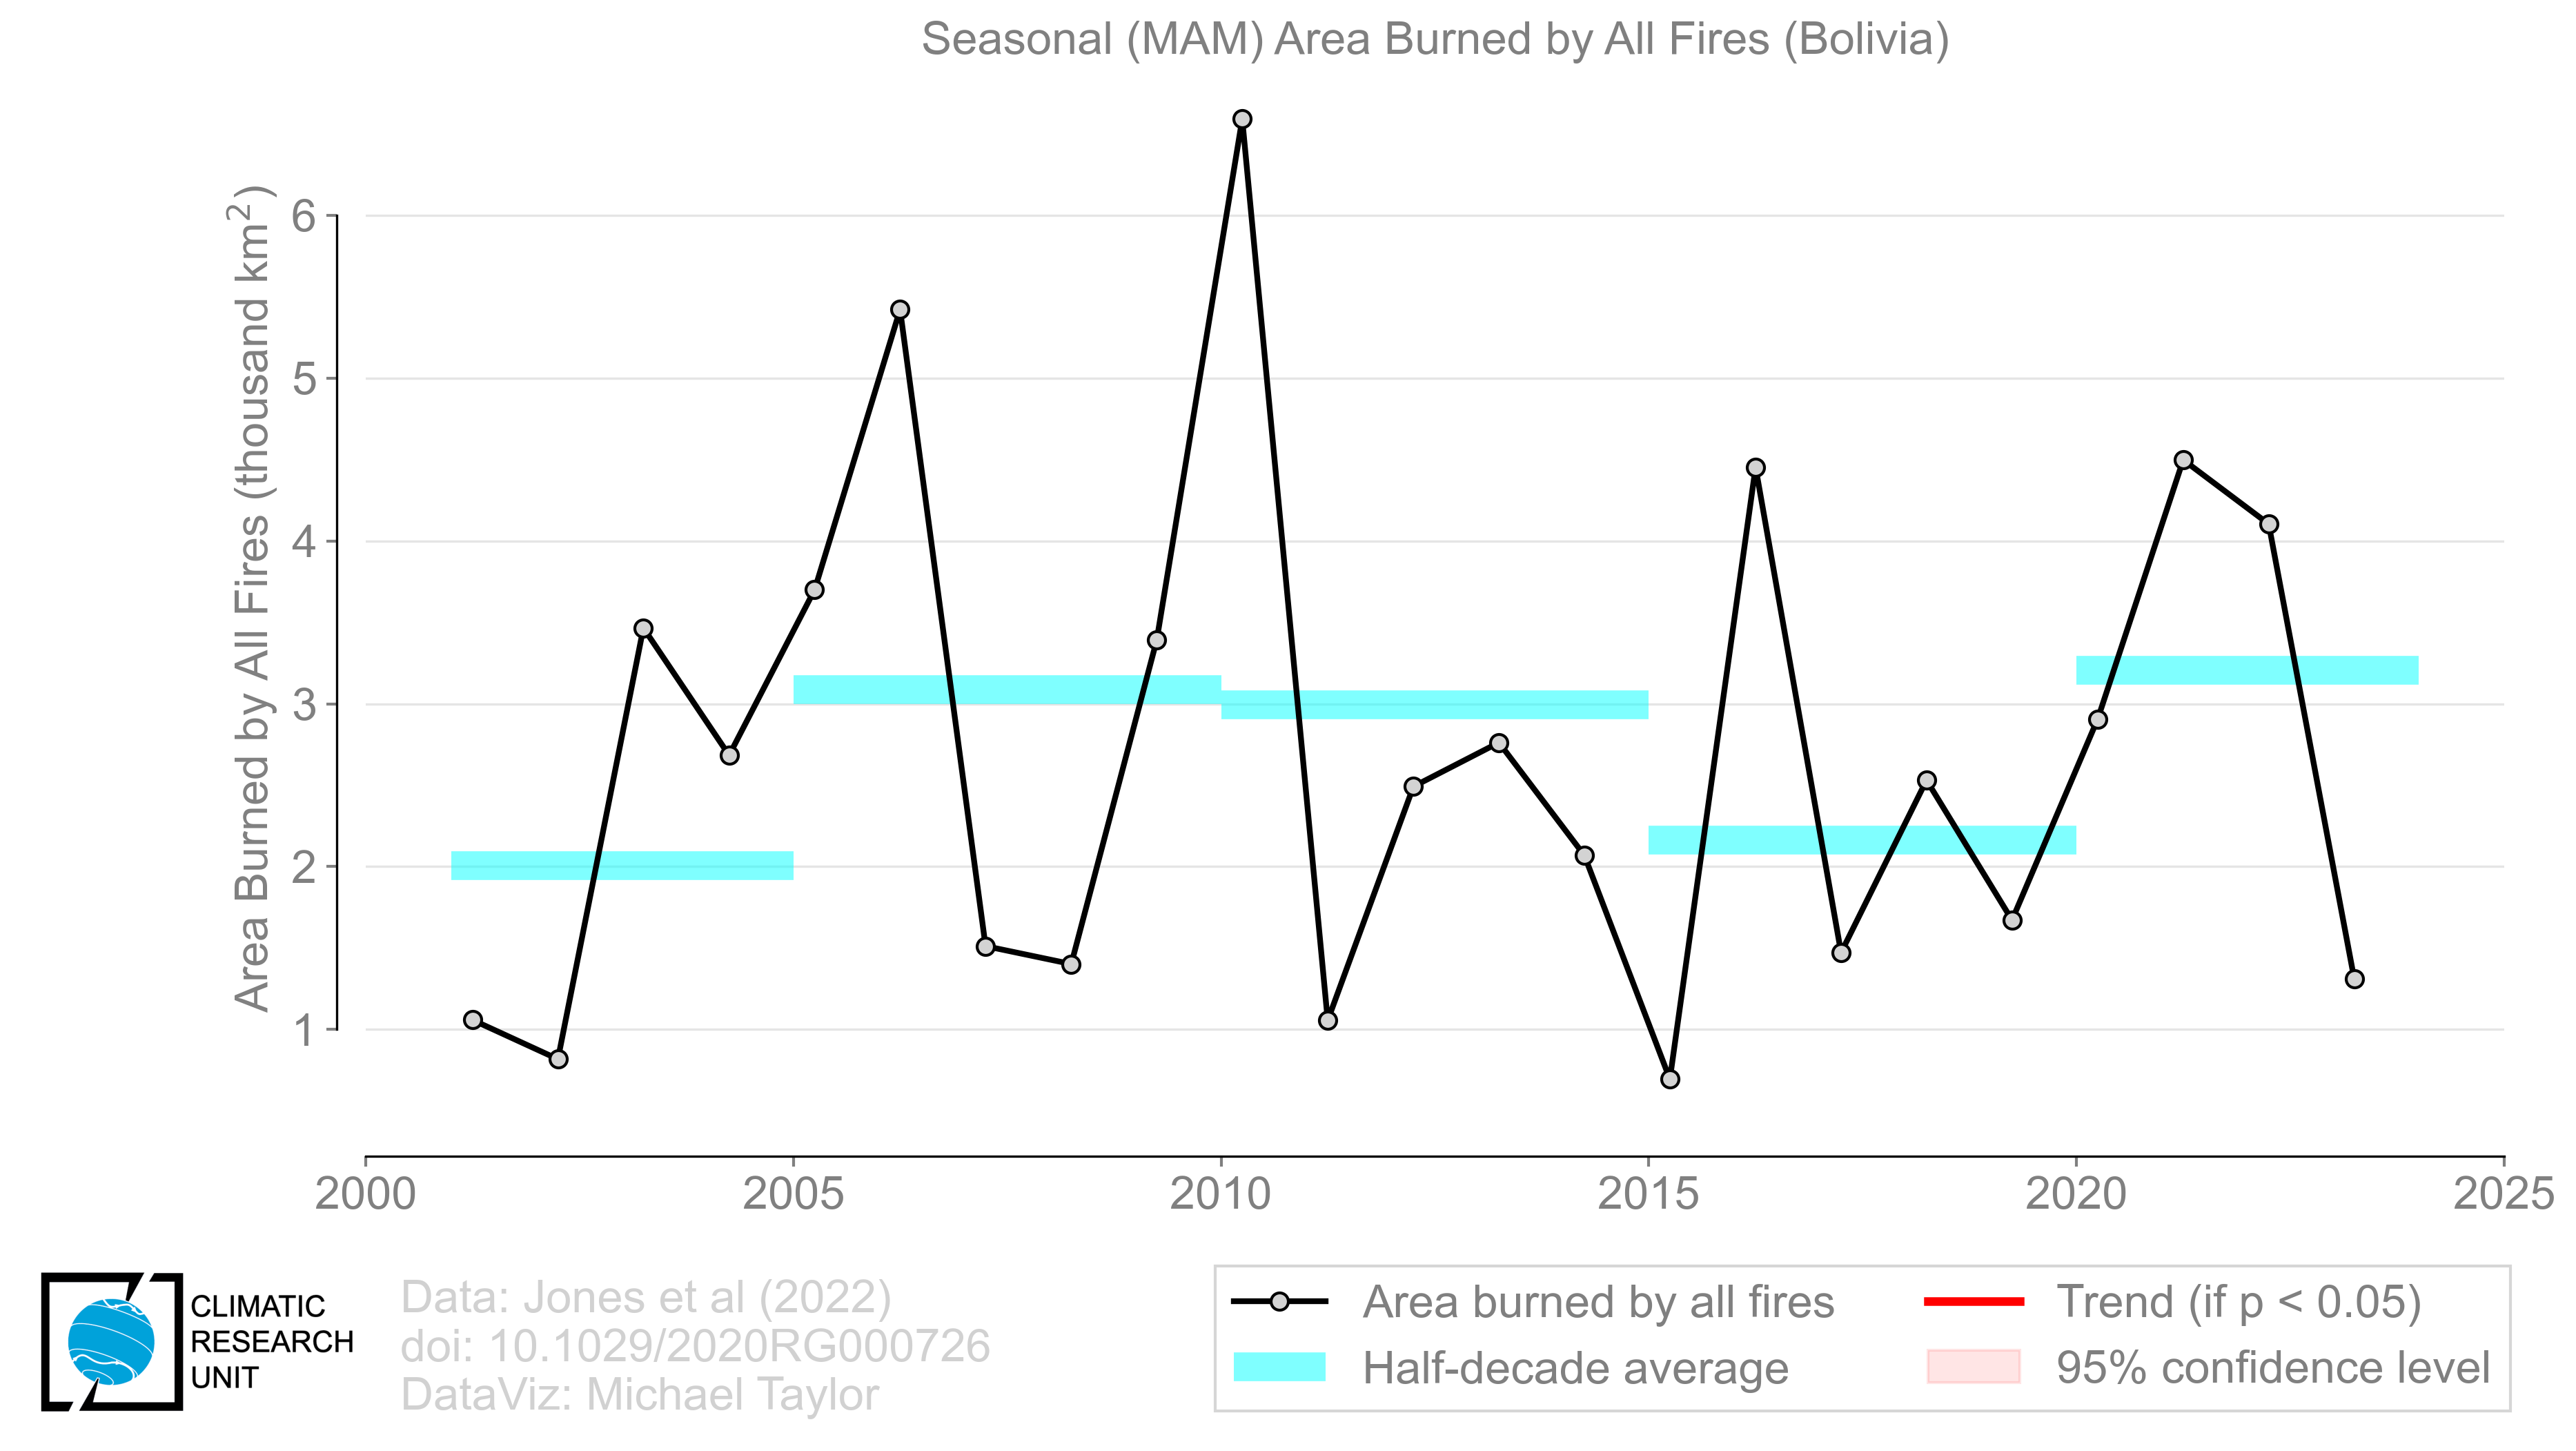 Seasonal (MAM) Area Burned by All Fires (Bolivia)
Area Burned by All Fires (thousand km²)
6
5
4
3
2
1
2000 2005 2010 2015 2020 2025
CLIMATIC
RESEARCH
UNIT
Data: Jones et al (2022)
doi: 10.1029/2020RG000726
DataViz: Michael Taylor
Area burned by all fires
Half-decade average
Trend (if p < 0.05)
95% confidence level